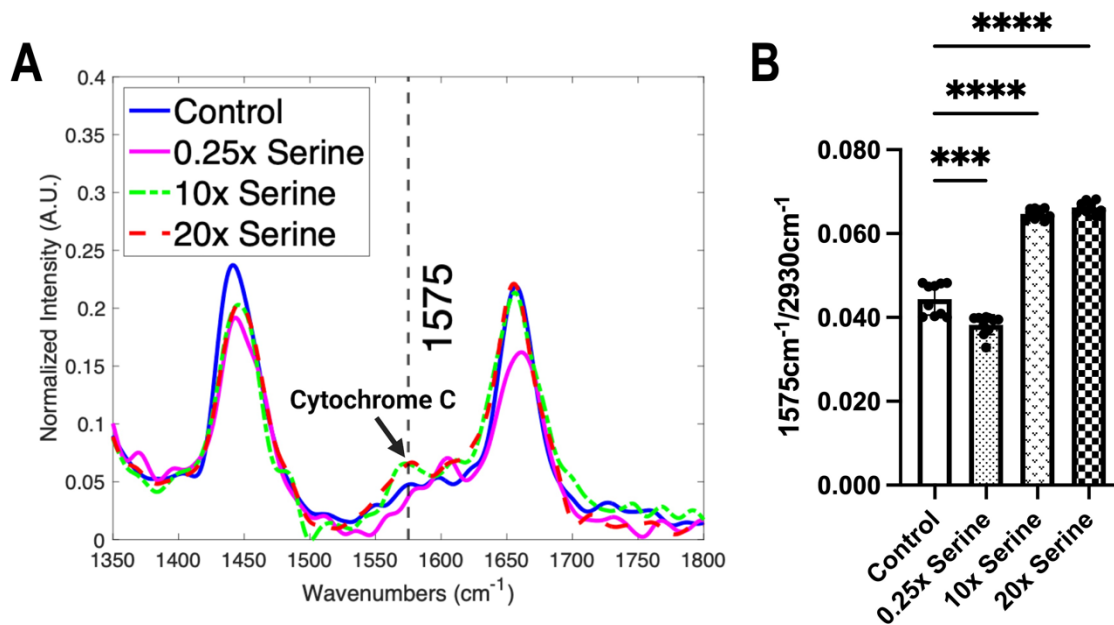 A
0.4
0.35
0.3
0.25
0.2
0.15
0.1
0.05
0
Normalized Intensity (A.U.)
Control
0.25x Serine
10x Serine
20x Serine
1575
Cytochrome C
1350 1400 1450 1500 1550 1600 1650 1700 1750 1800
Wavenumbers (cm⁻¹)
B
****
****
***
0.080
0.060
0.040
0.020
0.000
1575cm⁻¹/2930cm⁻¹
Control
0.25x Serine
10x Serine
20x Serine